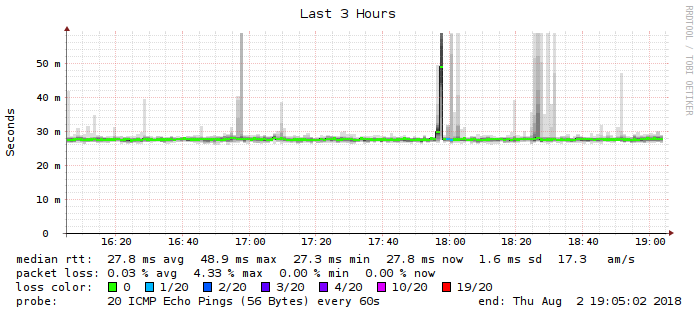 Last 3 Hours
RRDTOOL / TOBI OETIKER
Seconds
50 m
40 m
30 m
20 m
10 m
0
16:20 16:40 17:00 17:20 17:40 18:00 18:20 18:40 19:00
median rtt: 27.8 ms avg 48.9 ms max 27.3 ms min 27.8 ms now 1.6 ms sd 17.3 am/s
packet loss: 0.03 % avg 4.33 % max 0.00 % min 0.00 % now
loss color: 0 1/20 2/20 3/20 4/20 10/20 19/20
probe: 20 ICMP Echo Pings (56 Bytes) every 60s end: Thu Aug 2 19:05:02 2018